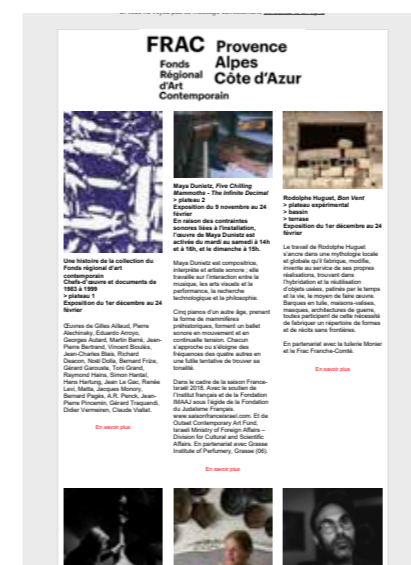 FRAC Provence
Alpes
Côte d'Azur
Fonds
Régional
d'Art
Contemporain
Une histoire de la collection du
Fonds régional d'art
contemporain
Chefs-d'œuvre et documents de
1983 à 1999
> plateau 1
Exposition du 1er décembre au 24
février
Œuvres de Gilles Aillaud, Pierre
Alechinsky, Eduardo Arroyo,
Georges Autard, Martin Barré, Jean-
Pierre Bertrand, Vincent Bioulès,
Jean-Charles Blais, Richard
Deacon, Noël Dolla, Bernard Frize,
Gérard Garouste, Toni Grand,
Raymond Hains, Simon Hantaï,
Hans Hartung, Jean Le Gac, Renée
Levi, Matta, Jacques Monory,
Bernard Pagès, A.R. Penck, Jean-
Pierre Pincemin, Gérard Traquandi,
Didier Vermeiren, Claude Viallat.
En savoir plus
Maya Dunietz, Five Chilling
Mammoths – The Infinite Decimal
> plateau 2
Exposition du 9 novembre au 24
février
En raison des contraintes
sonores liées à l'installation,
l'œuvre de Maya Dunietz est
activée du mardi au samedi à 14h
et à 16h, et le dimanche à 15h.
Maya Dunietz est compositrice,
interprète et artiste sonore ; elle
travaille sur l'interaction entre la
musique, les arts visuels et la
performance, la recherche
technologique et la philosophie.
Cinq pianos d'un autre âge, prenant
la forme de mammifères
préhistoriques, forment un ballet
sonore en mouvement et en
continuelle tension. Chacun
s'approche ou s'éloigne des
fréquences des quatre autres en
une futile tentative de trouver sa
tonalité.
Dans le cadre de la saison France-
Israël 2018. Avec le soutien de
l'Institut français et de la Fondation
IMAAJ sous l'égide de la Fondation
du Judaïsme Français.
www.saisonfranceisrael.com. Et de
Outset Contemporary Art Fund,
Israeli Ministry of Foreign Affairs –
Division for Cultural and Scientific
Affairs. En partenariat avec Grasse
Institute of Perfumery, Grasse (06).
En savoir plus
Rodolphe Huguet, Bon Vent
> plateau expérimental
> bassin
> terrasse
Exposition du 1er décembre au 24
février
Le travail de Rodolphe Huguet
s'ancre dans une mythologie locale
et globale qu'il fabrique, modifie,
invente au service de ses propres
réalisations, trouvant dans
l'hybridation et la réutilisation
d'objets usées, patinés par le temps
et la vie, le moyen de faire œuvre.
Barques en tuile, maisons-valises,
masques, architectures de guerre,
toutes participent de cette nécessité
de fabriquer un répertoire de formes
et de récits sans frontières.
En partenariat avec la tuilerie Monier
et le Frac Franche-Comté.
En savoir plus